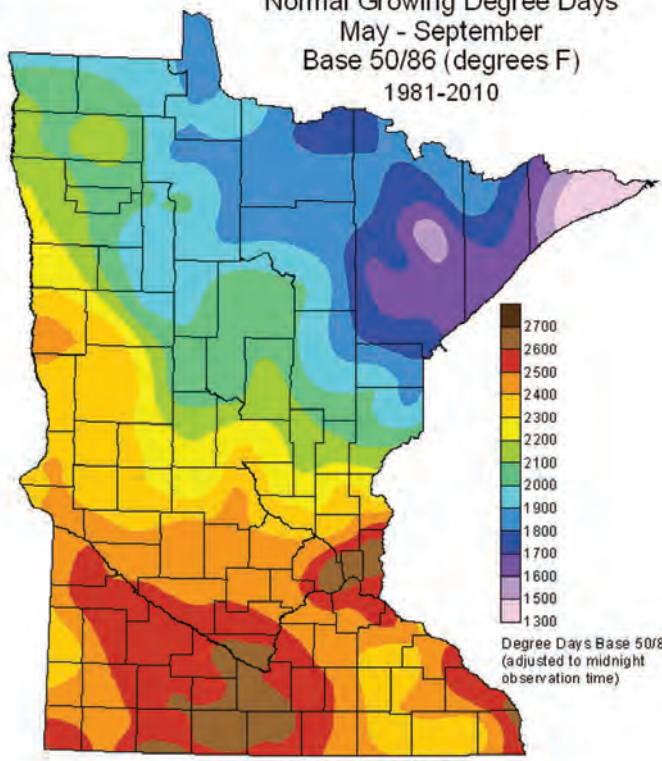 Normal Growing Degree Days
May - September
Base 50/86 (degrees F)
1981-2010
2700
2600
2500
2400
2300
2200
2100
2000
1900
1800
1700
1600
1500
1300
Degree Days Base 50/8
(adjusted to midnight
observation time)